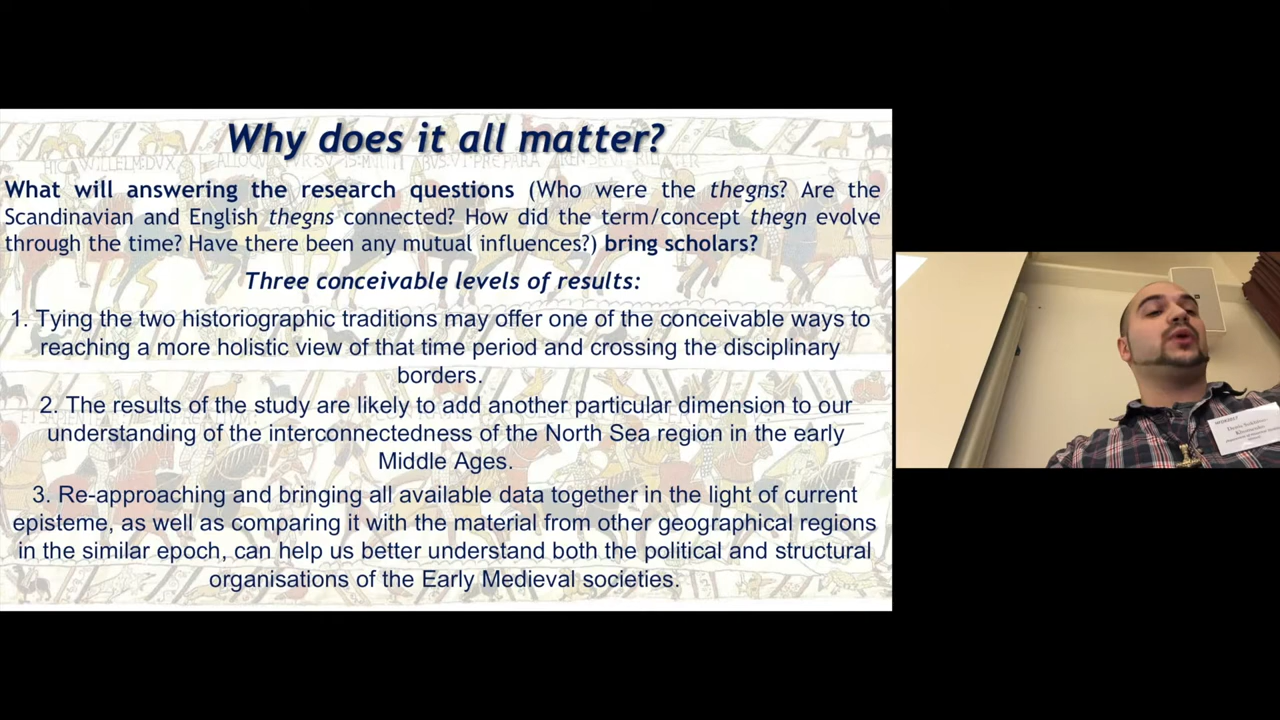 Why does it all matter?
HIC WILLELM DVX ALLOQVITVR
What will answering the research questions (Who were the thegns? Are the
Scandinavian and English thegns connected? How did the term/concept thegn evolve
through the time? Have there been any mutual influences?) bring scholars?
Three conceivable levels of results:
1. Tying the two historiographic traditions may offer one of the conceivable ways to
reaching a more holistic view of that time period and crossing the disciplinary
borders.
2. The results of the study are likely to add another particular dimension to our
understanding of the interconnectedness of the North Sea region in the early
Middle Ages.
3. Re-approaching and bringing all available data together in the light of current
episteme, as well as comparing it with the material from other geographical regions
in the similar epoch, can help us better understand both the political and structural
organisations of the Early Medieval societies.